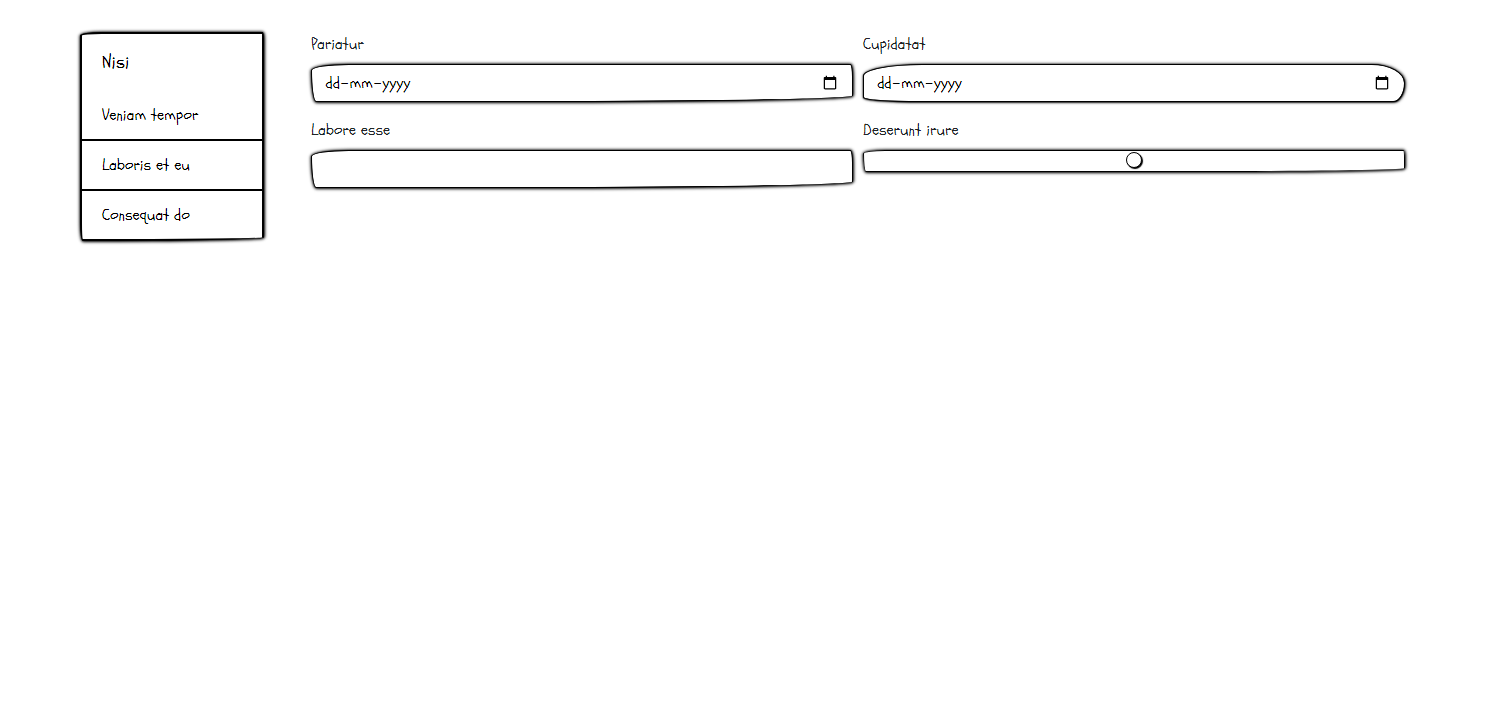 Nisi
Veniam tempor
Laboris et eu
Consequat do
Pariatur
dd-mm-yyyy
Cupidatat
dd-mm-yyyy
Labore esse
Deserunt irure